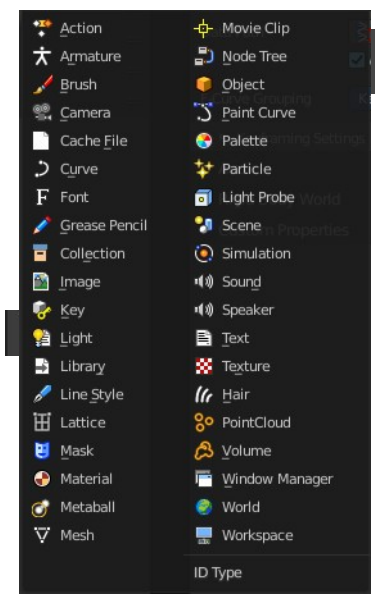 Action
Armature
Brush
Camera
Cache File
Curve
Font
Grease Pencil
Collection
Image
Key
Light
Library
Line Style
Lattice
Mask
Material
Metaball
Mesh
Movie Clip
Node Tree
Object
Paint Curve
Palette
Particle
Light Probe
Scene
Simulation
Sound
Speaker
Text
Texture
Hair
PointCloud
Volume
Window Manager
World
Workspace
ID Type